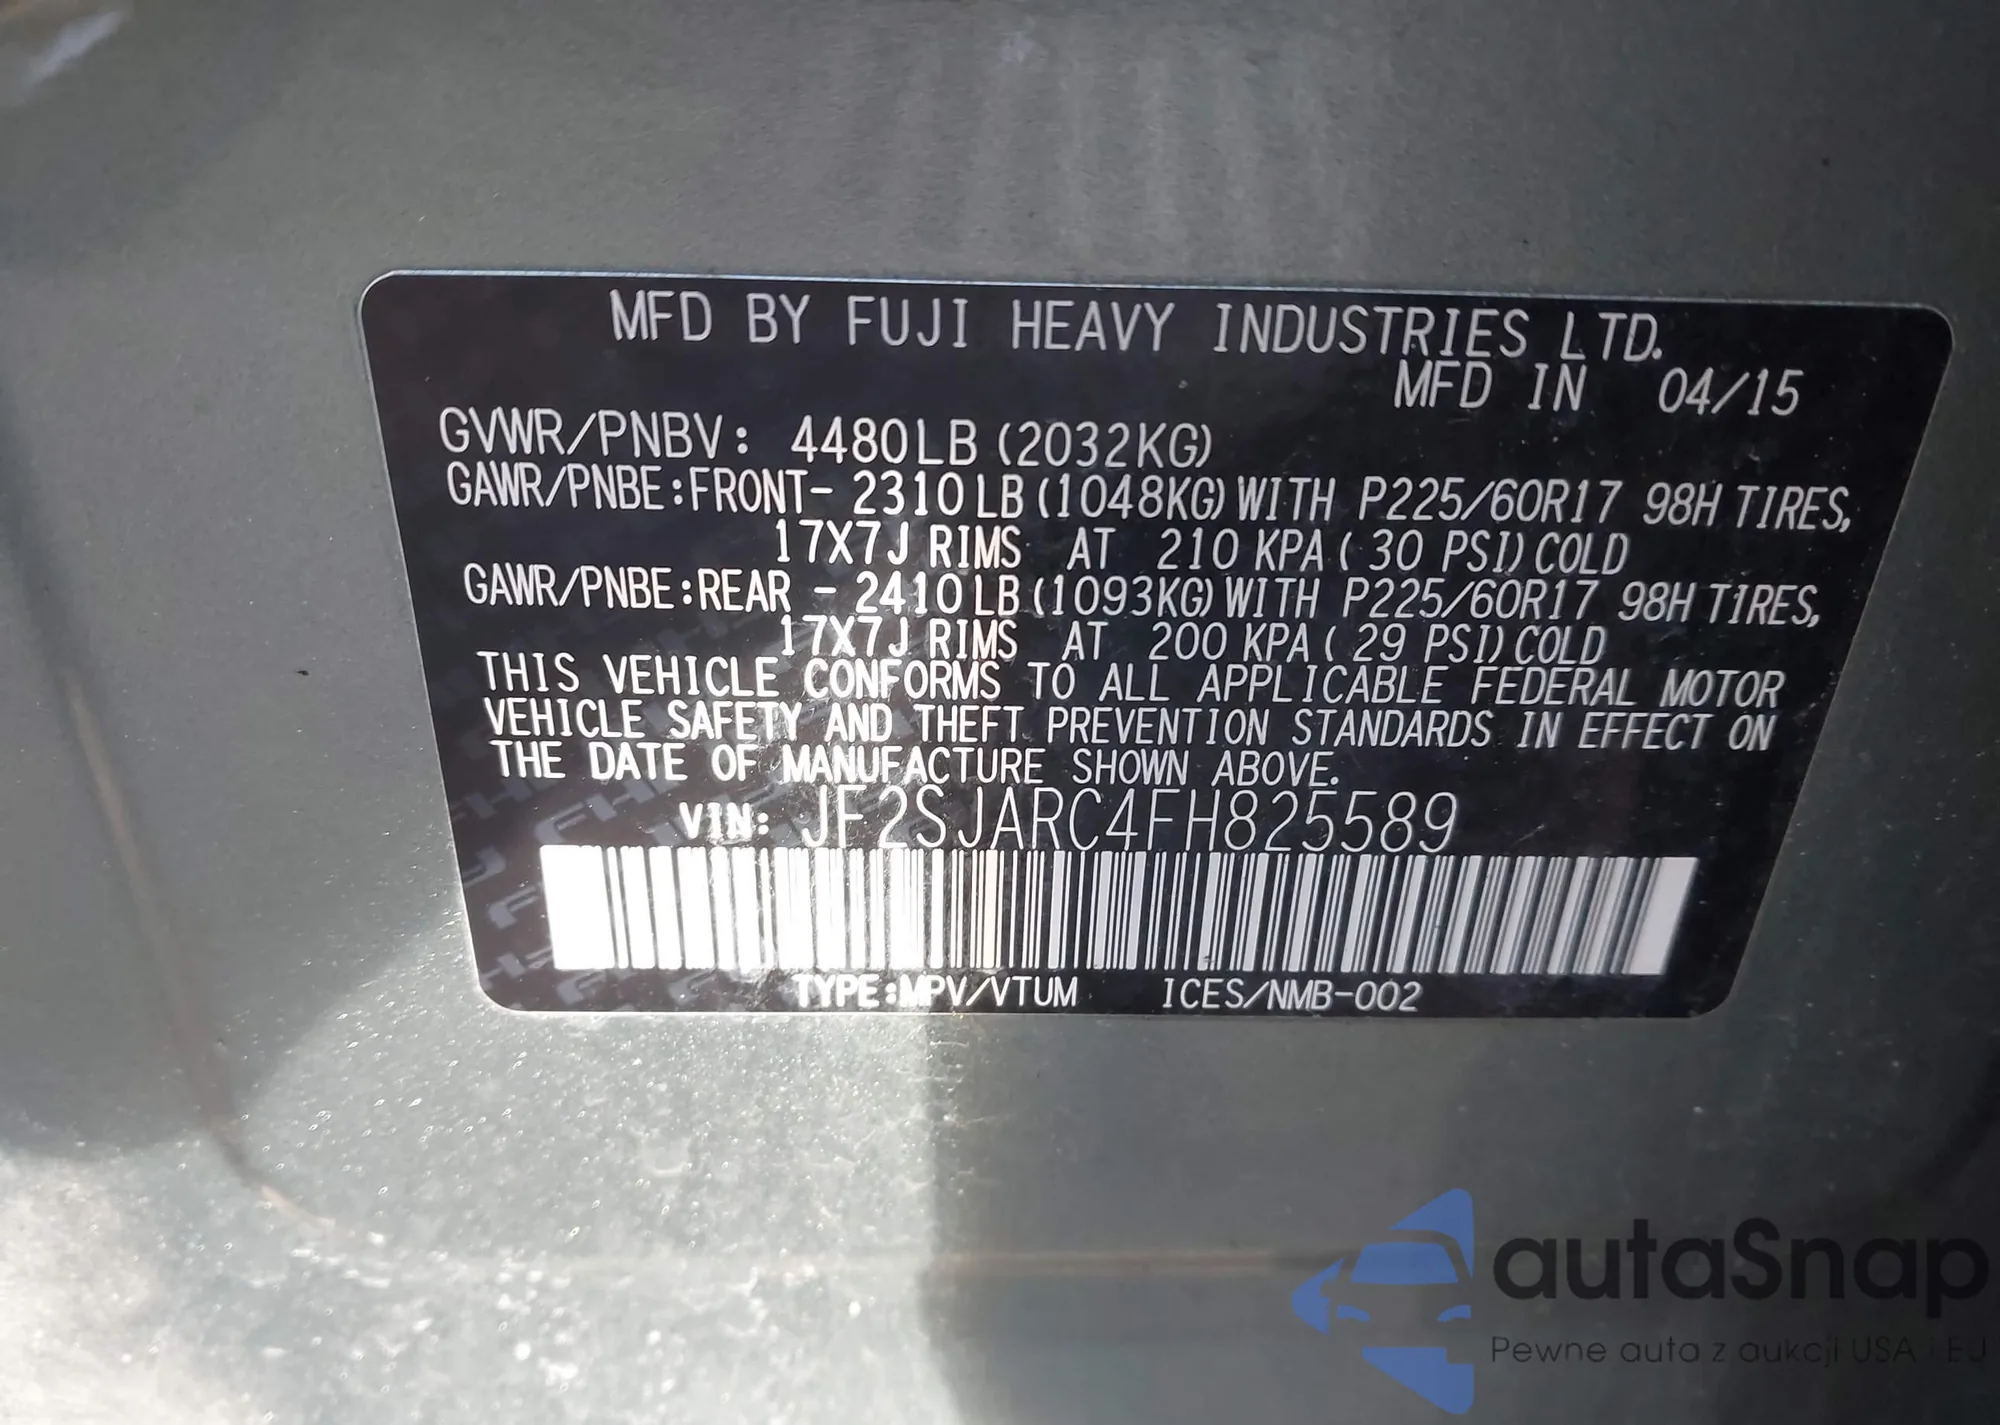 MFD BY FUJI HEAVY INDUSTRIES LTD.
MFD IN 04/15
GVWR/PNBV: 4480LB (2032KG)
GAWR/PNBE:FRONT- 2310LB (1048KG) WITH P225/60R17 98H TIRES,
17X7J RIMS AT 210 KPA ( 30 PSI) COLD
GAWR/PNBE:REAR - 2410LB (1093KG) WITH P225/60R17 98H TIRES,
17X7J RIMS AT 200 KPA ( 29 PSI) COLD
THIS VEHICLE CONFORMS TO ALL APPLICABLE FEDERAL MOTOR
VEHICLE SAFETY AND THEFT PREVENTION STANDARDS IN EFFECT ON
THE DATE OF MANUFACTURE SHOWN ABOVE.
VIN: JF2SJARC4FH825589
TYPE:MPV/VTUM ICES/NMB-002
autaSnap
Pewne auta z aukcji USA i EU